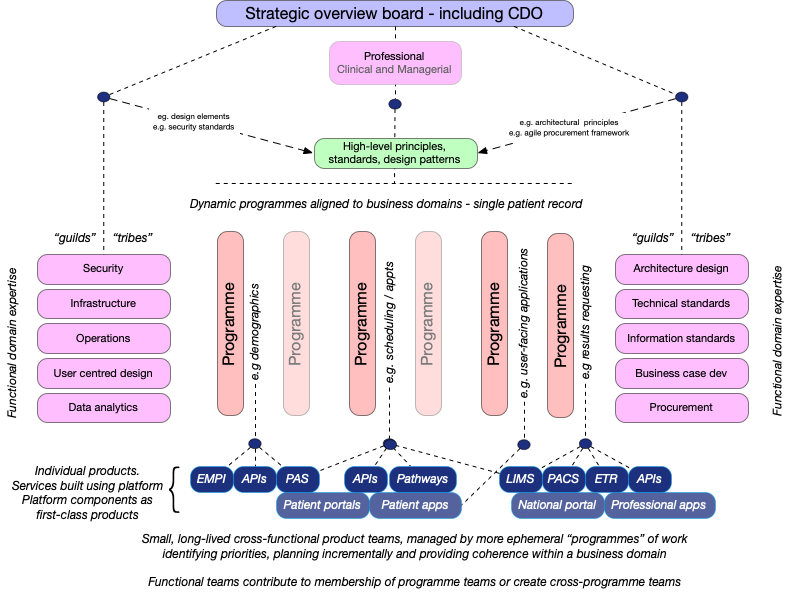 Strategic overview board - including CDO
Professional
Clinical and Managerial
eg. design elements
e.g. security standards
e.g. architectural principles
e.g. agile procurement framework
High-level principles,
standards, design patterns
Dynamic programmes aligned to business domains - single patient record
“guilds” “tribes”
“guilds” “tribes”
Functional domain expertise
Security
Infrastructure
Operations
User centred design
Data analytics
Programme
e.g demographics
Programme
Programme
e.g. scheduling / appts
Programme
Programme
e.g. user-facing applications
Programme
e.g results requesting
Architecture design
Technical standards
Information standards
Business case dev
Procurement
Functional domain expertise
Individual products.
Services built using platform
Platform components as
first-class products
EMPI APIs PAS APIs Pathways LIMS PACS ETR APIs
Patient portals Patient apps National portal Professional apps
Small, long-lived cross-functional product teams, managed by more ephemeral “programmes” of work
identifying priorities, planning incrementally and providing coherence within a business domain
Functional teams contribute to membership of programme teams or create cross-programme teams